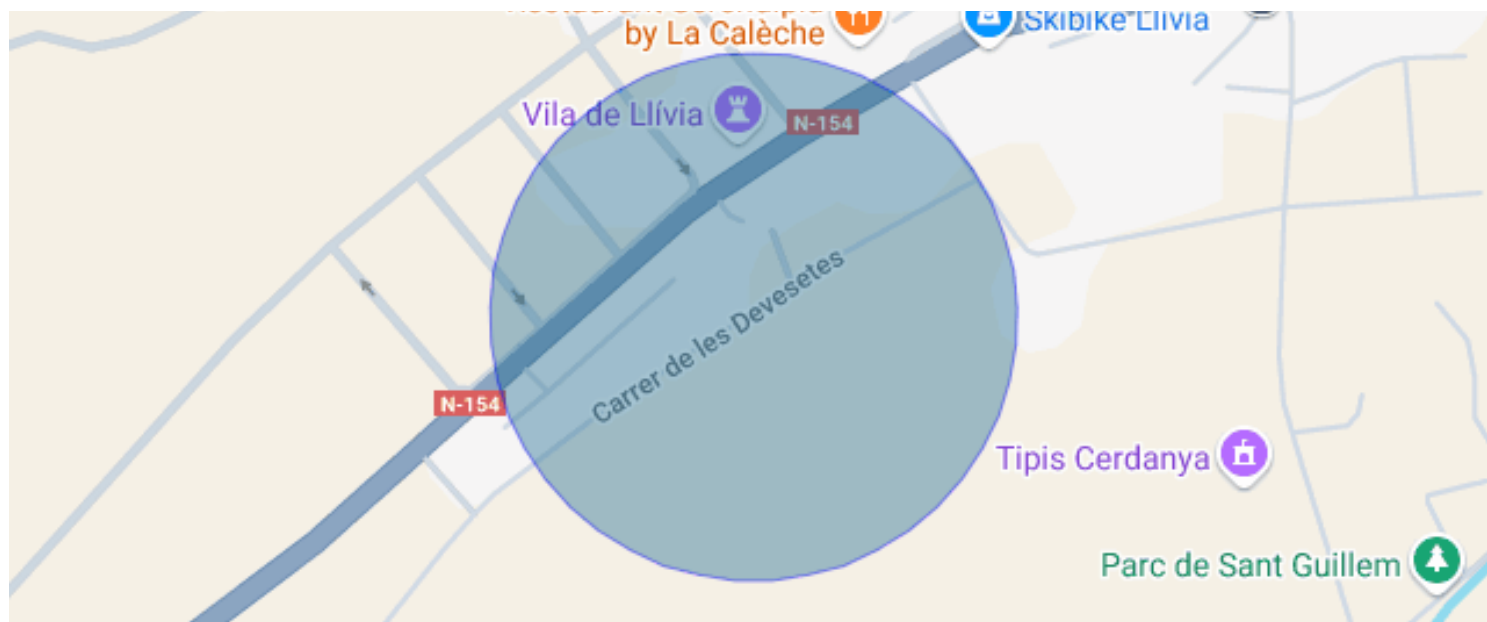 by La Calèche
Skibike Llívia
Vila de Llívia
N-154
Carrer de les Devesetes
N-154
Tipis Cerdanya
Parc de Sant Guillem